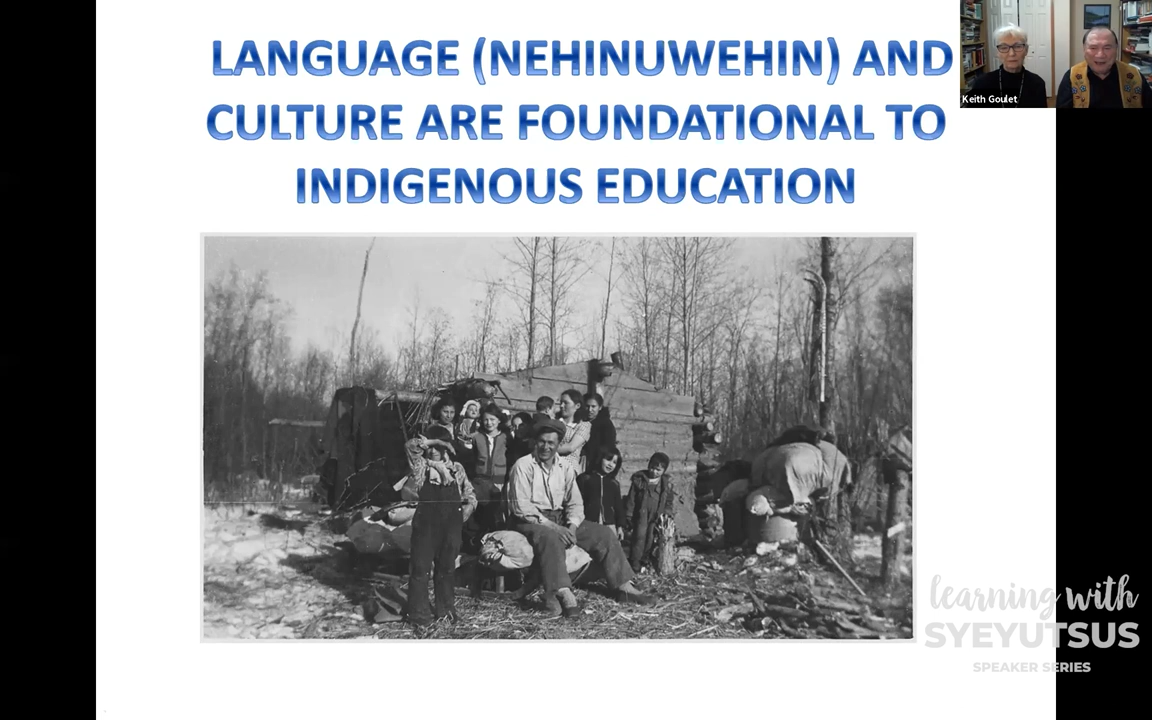 LANGUAGE (NEHINUWEHIN) AND
CULTURE ARE FOUNDATIONAL TO
INDIGENOUS EDUCATION
Keith Goulet
learning with
SYEYUTSUS
SPEAKER SERIES